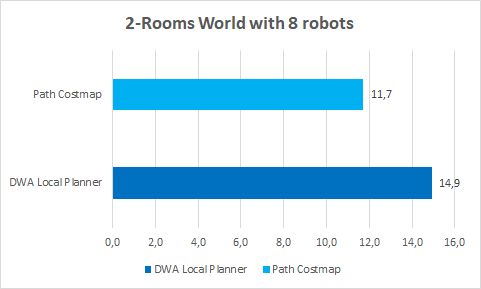 2-Rooms World with 8 robots
Path Costmap
11,7
DWA Local Planner
14,9
0,0 2,0 4,0 6,0 8,0 10,0 12,0 14,0 16,0
DWA Local Planner Path Costmap